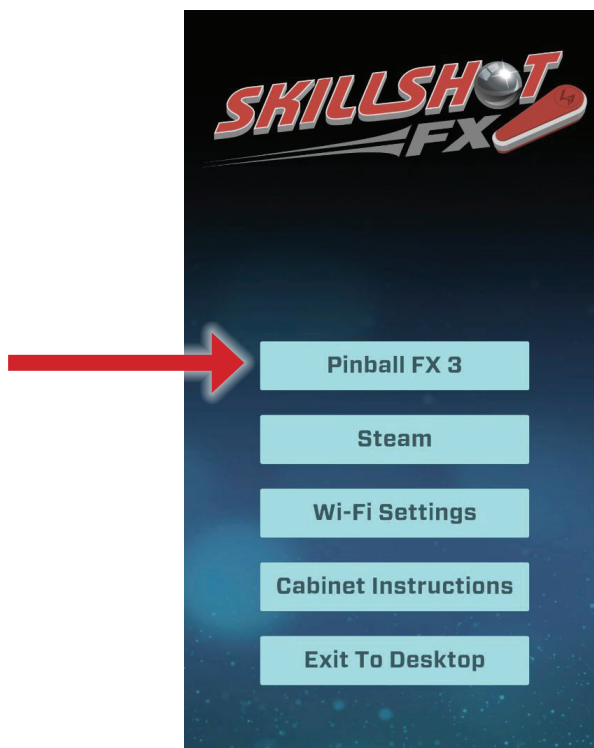 SKILLSHOT
FX
Pinball FX 3
Steam
Wi-Fi Settings
Cabinet Instructions
Exit To Desktop